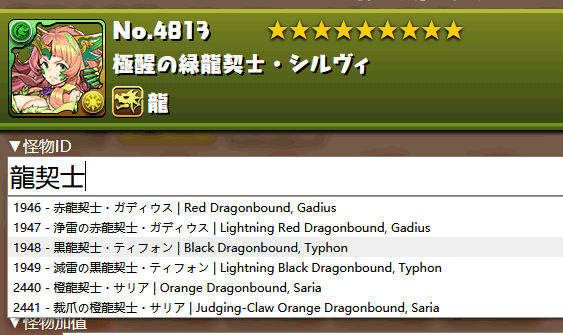 No.4813 ★★★★★★★★★
極醒の緑龍契士・シルヴィ
龍
▼怪物ID
龍契士
1946 - 赤龍契士・ガディウス | Red Dragonbound, Gadius
1947 - 浄雷の赤龍契士・ガディウス | Lightning Red Dragonbound, Gadius
1948 - 黒龍契士・ティフォン | Black Dragonbound, Typhon
1949 - 滅雷の黒龍契士・ティフォン | Lightning Black Dragonbound, Typhon
2440 - 橙龍契士・サリア | Orange Dragonbound, Saria
2441 - 裁爪の橙龍契士・サリア | Judging-Claw Orange Dragonbound, Saria
▼怪物加值